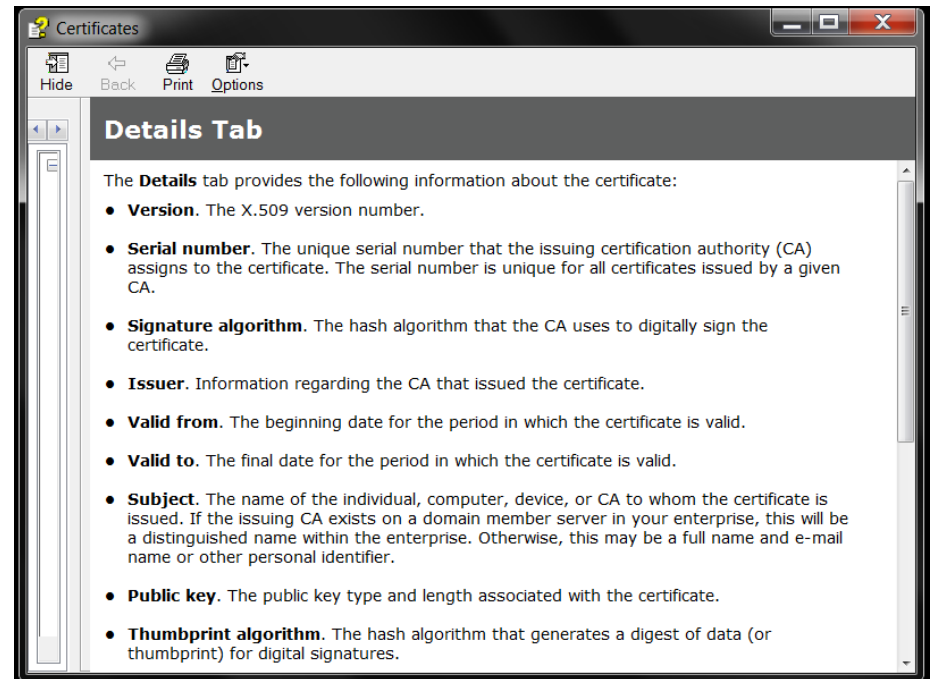 Certificates
Hide Back Print Options
Details Tab
The Details tab provides the following information about the certificate:
• Version. The X.509 version number.
• Serial number. The unique serial number that the issuing certification authority (CA)
assigns to the certificate. The serial number is unique for all certificates issued by a given
CA.
• Signature algorithm. The hash algorithm that the CA uses to digitally sign the
certificate.
• Issuer. Information regarding the CA that issued the certificate.
• Valid from. The beginning date for the period in which the certificate is valid.
• Valid to. The final date for the period in which the certificate is valid.
• Subject. The name of the individual, computer, device, or CA to whom the certificate is
issued. If the issuing CA exists on a domain member server in your enterprise, this will be
a distinguished name within the enterprise. Otherwise, this may be a full name and e-mail
name or other personal identifier.
• Public key. The public key type and length associated with the certificate.
• Thumbprint algorithm. The hash algorithm that generates a digest of data (or
thumbprint) for digital signatures.